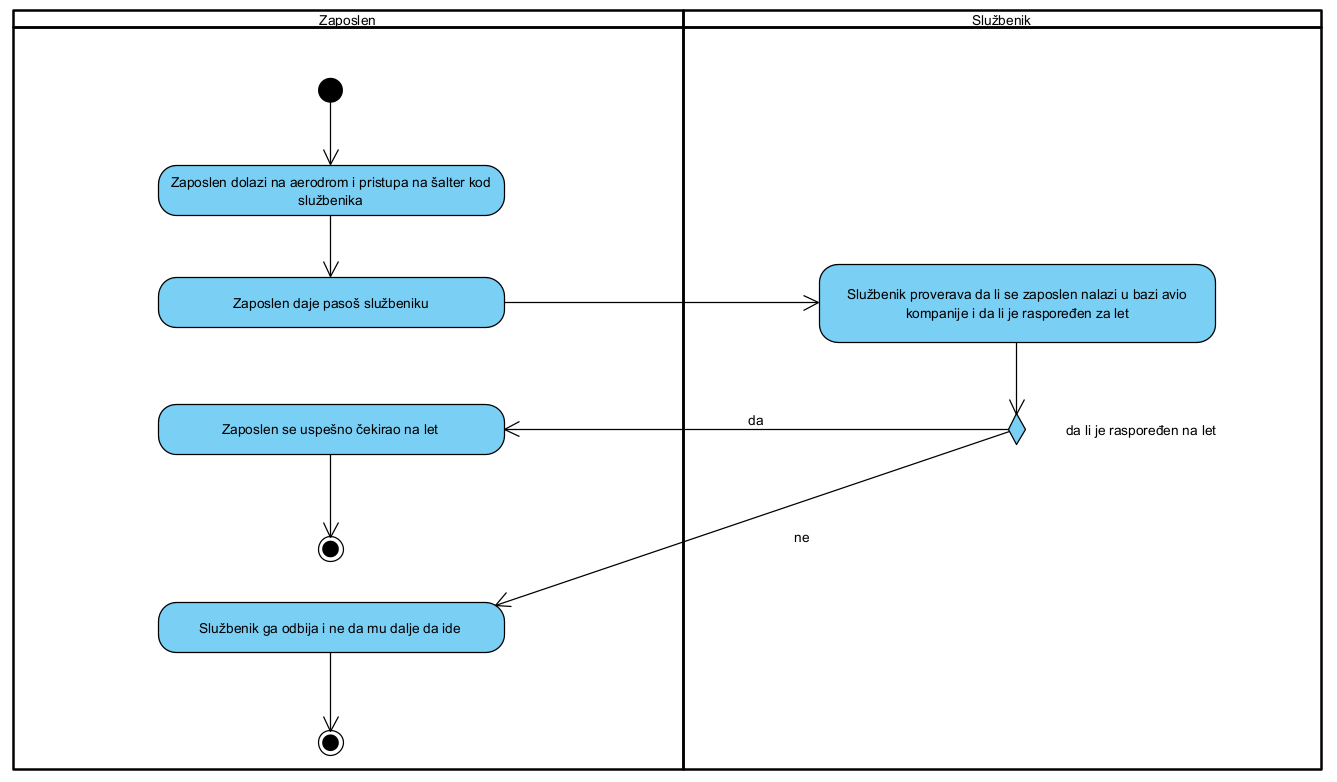 Zaposlen
Službenik
Zaposlen dolazi na aerodrom i pristupa na šalter kod
službenika
Zaposlen daje pasoš službeniku
Službenik proverava da li se zaposlen nalazi u bazi avio
kompanije i da li je raspoređen za let
Zaposlen se uspešno čekirao na let
da
da li je raspoređen na let
ne
Službenik ga odbija i ne da mu dalje da ide